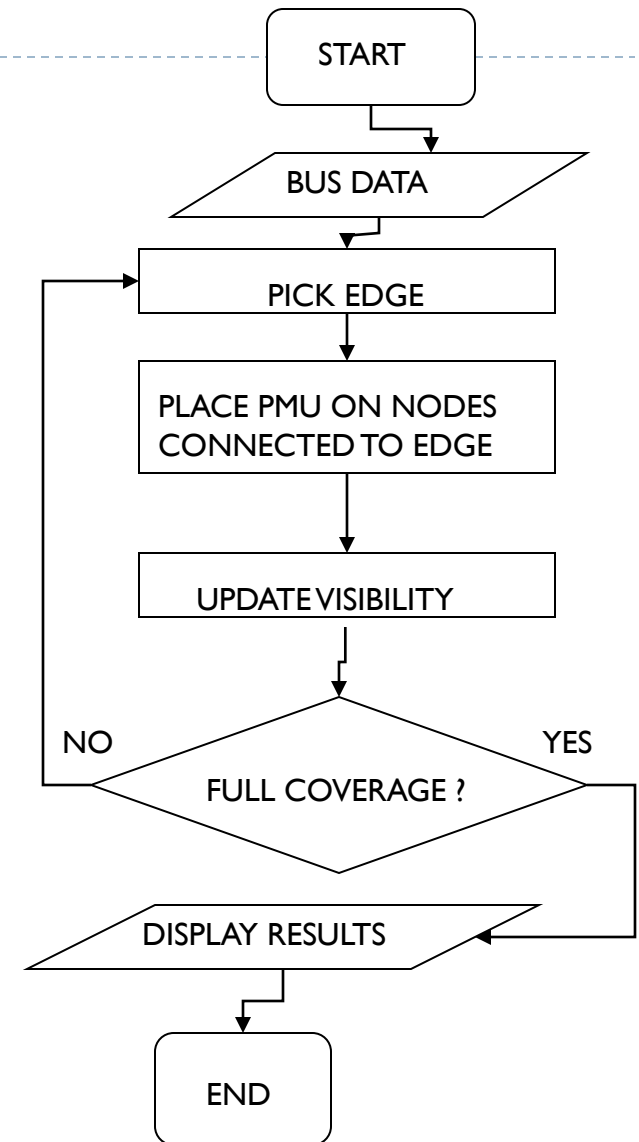 START
BUS DATA
PICK EDGE
PLACE PMU ON NODES
CONNECTED TO EDGE
UPDATE VISIBILITY
NO
YES
FULL COVERAGE ?
DISPLAY RESULTS
END